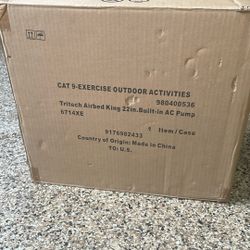 CAT 9-EXERCISE OUTDOOR ACTIVITIES
980400536
Tritech Airbed King 22in.Built-in AC Pump
6714XE
1 Item/Case
9176982433
Country of Origin: Made in China
TO: U.S.